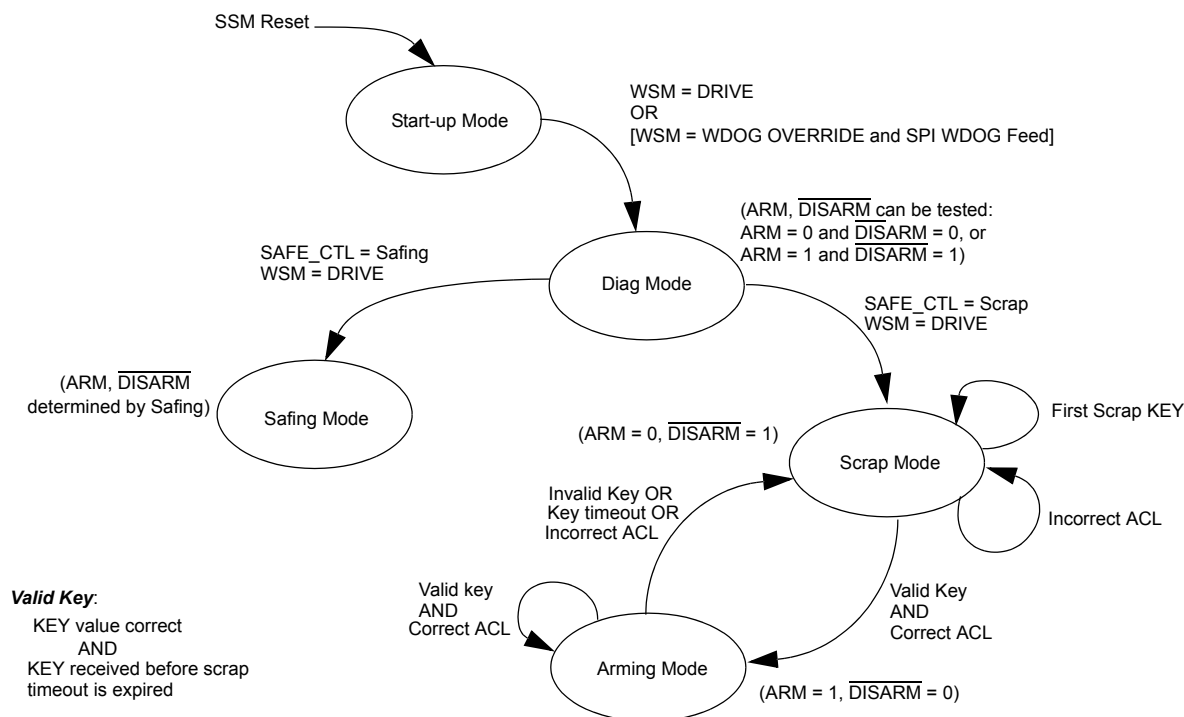 SSM Reset
Start-up Mode
WSM = DRIVE
OR
[WSM = WDOG OVERRIDE and SPI WDOG Feed]
(ARM, DISARM can be tested:
ARM = 0 and DISARM = 0, or
ARM = 1 and DISARM = 1)
SAFE_CTL = Safing
WSM = DRIVE
Diag Mode
SAFE_CTL = Scrap
WSM = DRIVE
(ARM, DISARM
determined by Safing)
Safing Mode
First Scrap KEY
(ARM = 0, DISARM = 1)
Scrap Mode
Invalid Key OR
Key timeout OR
Incorrect ACL
Incorrect ACL
Valid key
AND
Correct ACL
Valid Key
AND
Correct ACL
Valid Key:
KEY value correct
AND
KEY received before scrap
timeout is expired
Arming Mode
(ARM = 1, DISARM = 0)